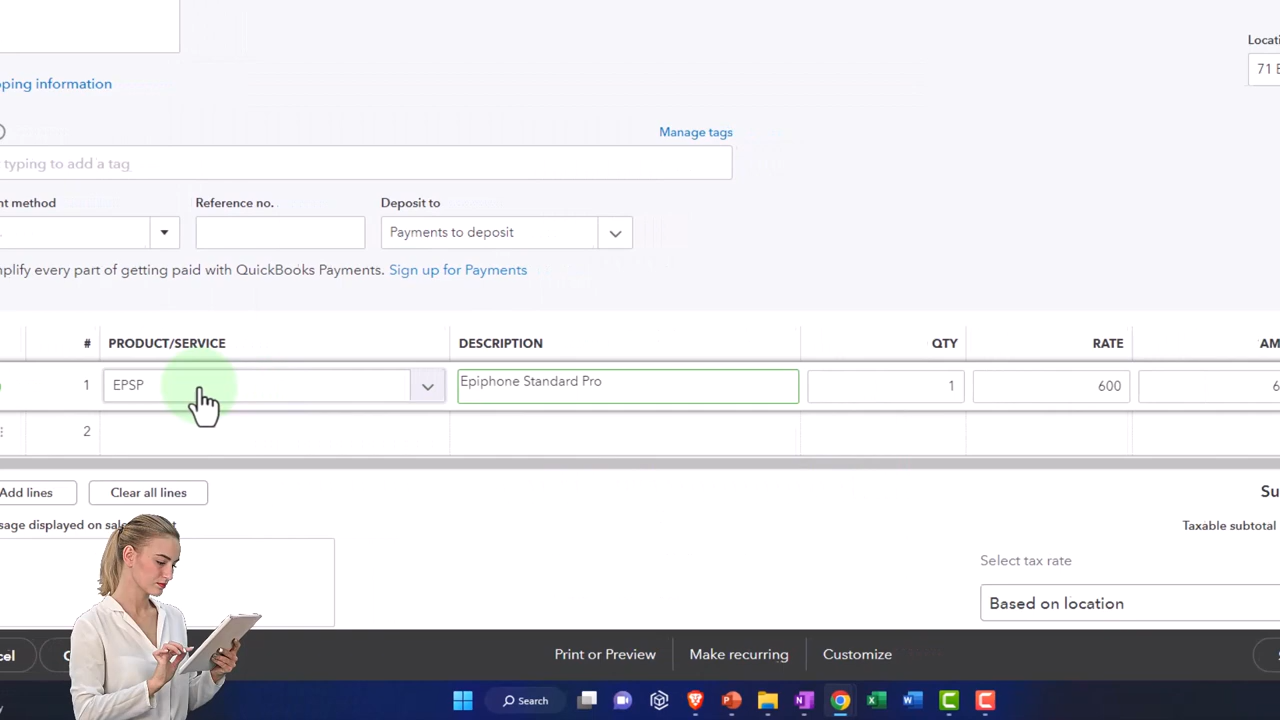 Locati
ping information
71 E
Manage tags
typing to add a tag
nt method
Reference no.
Deposit to
Payments to deposit
nplify every part of getting paid with QuickBooks Payments. Sign up for Payments
# PRODUCT/SERVICE DESCRIPTION QTY RATE AM
1 EPSP Epiphone Standard Pro 1 600 6
2
Add lines Clear all lines
Su
sage displayed on sale t
Taxable subtotal
Select tax rate
Based on location
cel C Print or Preview Make recurring Customize S
Search